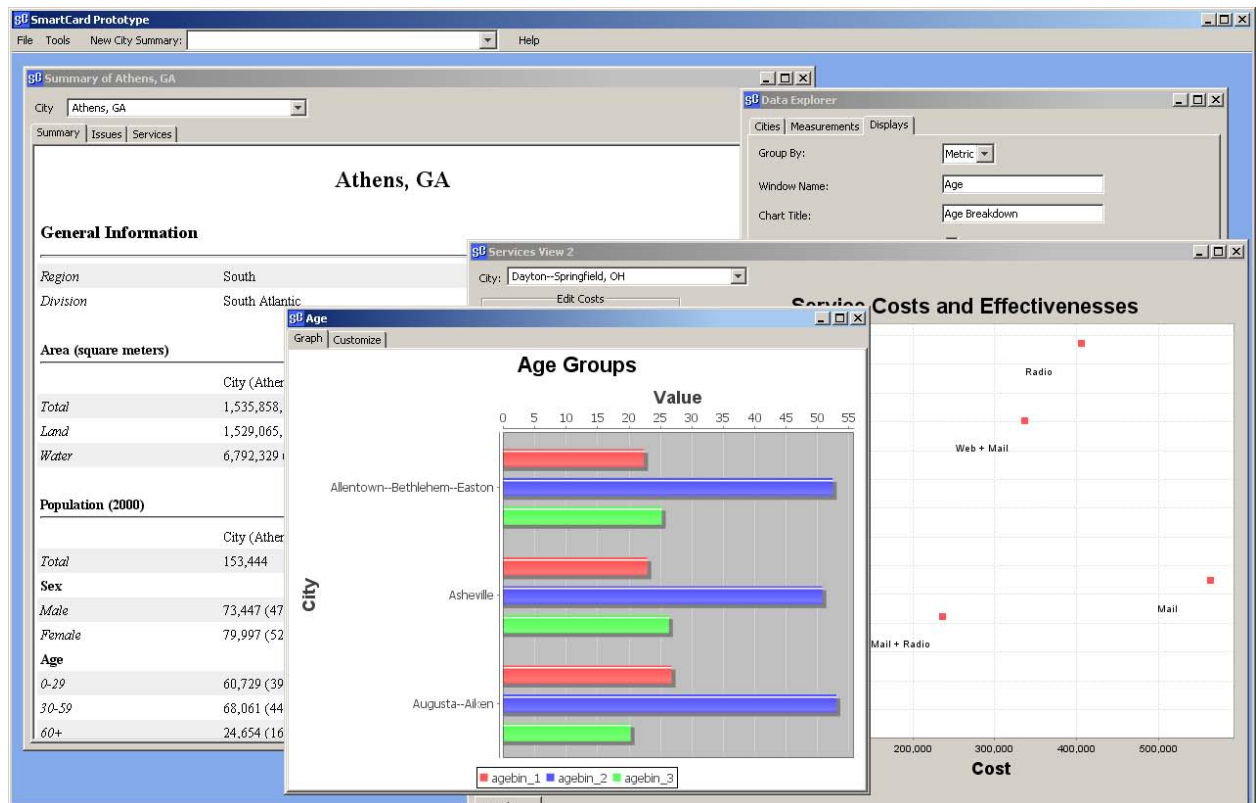 SC SmartCard Prototype
File Tools New City Summary: Help
SC Summary of Athens, GA
City Athens, GA
Summary Issues Services
Athens, GA
General Information
Region South
Division South Atlantic
Area (square meters)
City (Ather
Total 1,535,858,
Land 1,529,065,
Water 6,792,329
Population (2000)
City (Ather
Total 153,444
Sex
Male 73,447 (47
Female 79,997 (52
Age
0-29 60,729 (39
30-59 68,061 (44
60+ 24,654 (16
SC Data Explorer
Cities Measurements Displays
Group By: Metric
Window Name: Age
Chart Title: Age Breakdown
SC Services View 2
City: Dayton--Springfield, OH
Edit Costs
Service Costs and Effectivenesses
Radio
Web + Mail
Mail
Mail + Radio
200,000 300,000 400,000 500,000
Cost
SC Age
Graph Customize
Age Groups
Value
0 5 10 15 20 25 30 35 40 45 50 55
City
Allentown--Bethlehem--Easton
Asheville
Augusta--Aiken
agebin_1 agebin_2 agebin_3